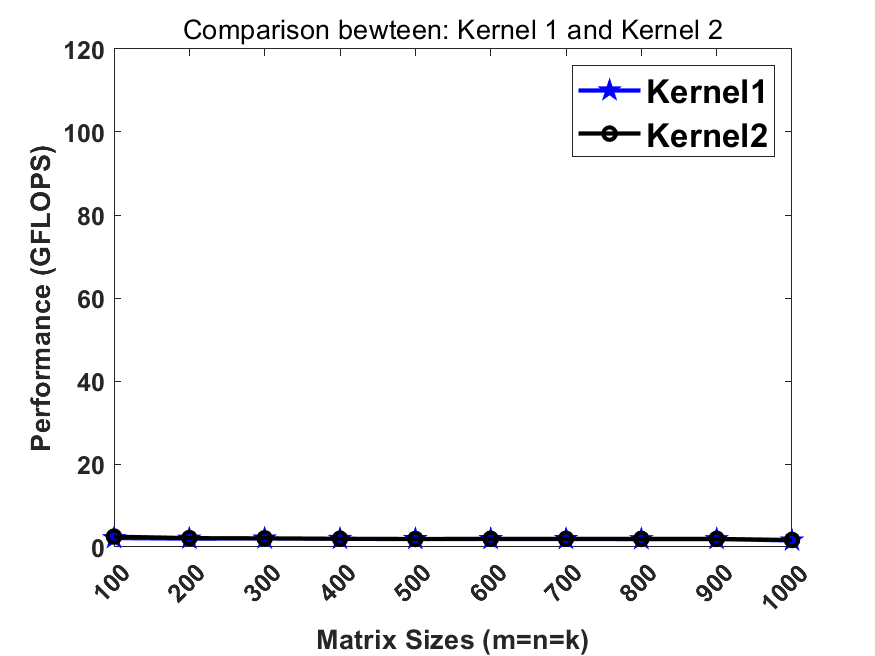 Comparison bewteen: Kernel 1 and Kernel 2
120
100
80
60
40
20
0
Performance (GFLOPS)
Kernel1
Kernel2
100 200 300 400 500 600 700 800 900 1000
Matrix Sizes (m=n=k)